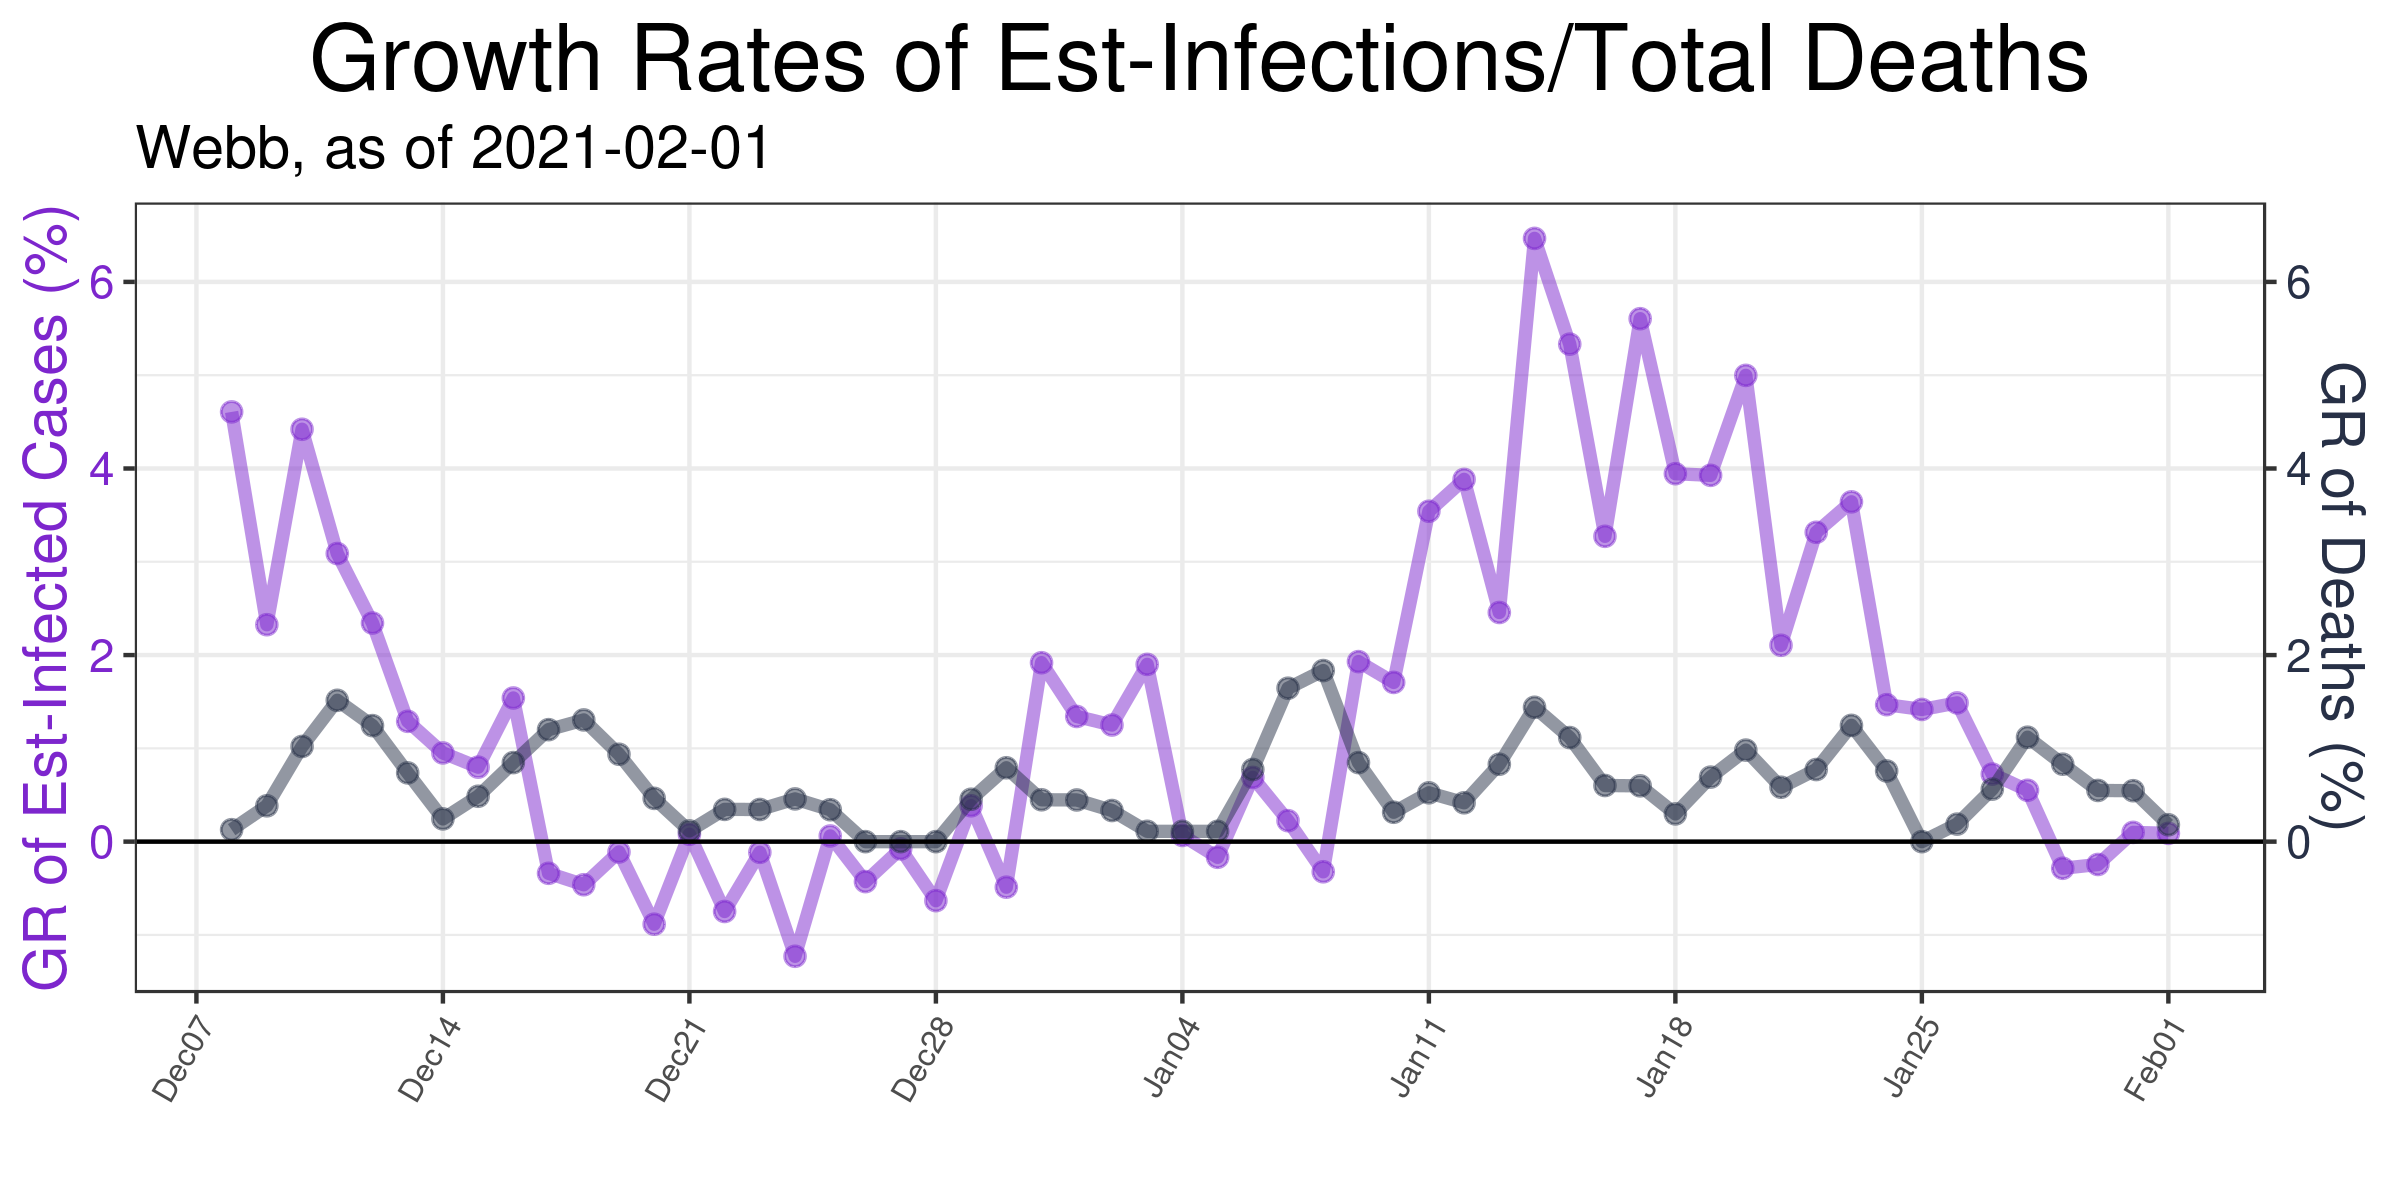 Growth Rates of Est-Infections/Total Deaths
Webb, as of 2021-02-01
GR of Est-Infected Cases (%)
6
4
2
0
6
4
2
0
GR of Deaths (%)
Dec07
Dec14
Dec21
Dec28
Jan04
Jan11
Jan18
Jan25
Feb01